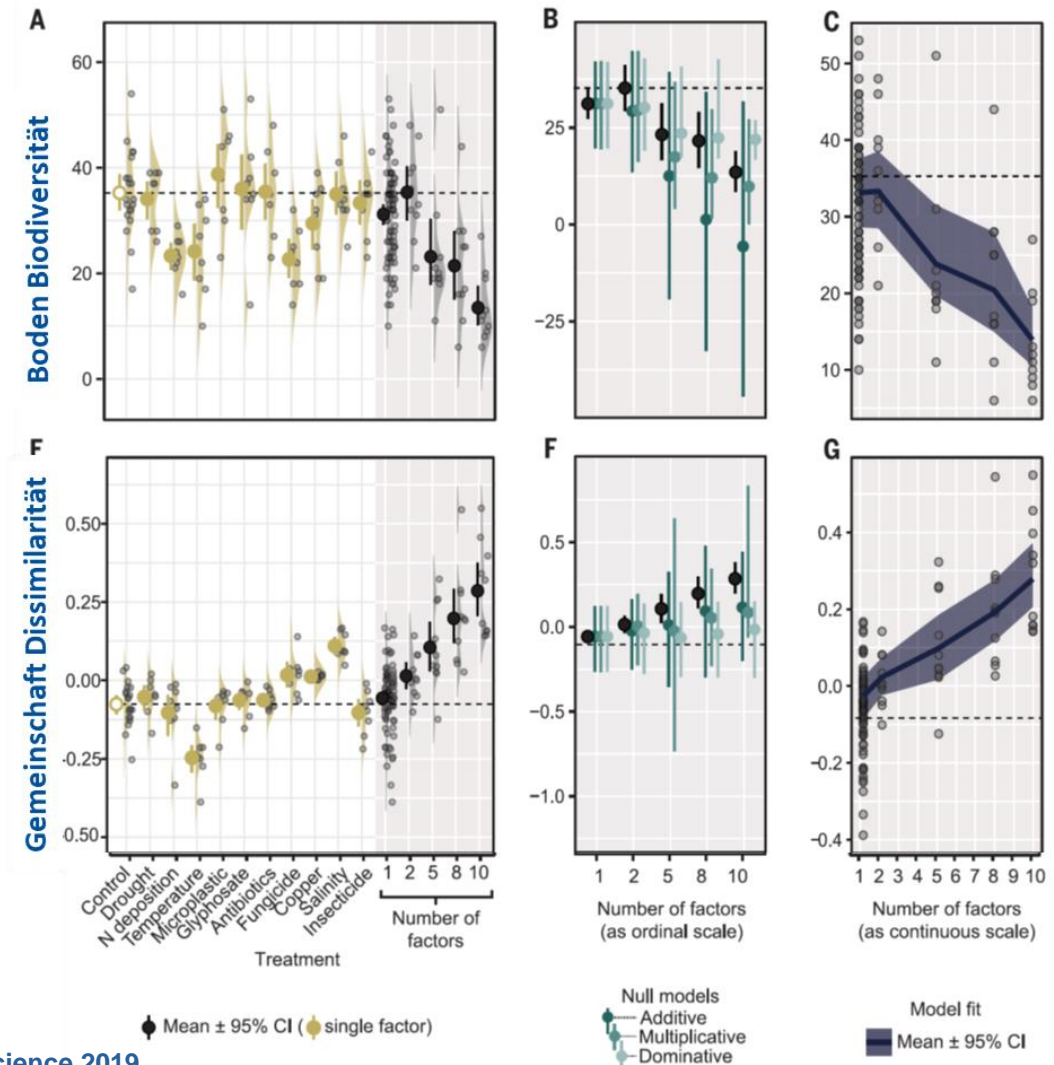 A
B
C
Boden Biodiversität
60
40
20
0
25
0
−25
50
40
30
20
10
F
G
Gemeinschaft Dissimilarität
0.50
0.25
0.00
-0.25
0.50
0.5
0.0
−0.5
−1.0
0.4
0.2
0.0
−0.2
−0.4
Control
Drought
N deposition
Temperature
Microplastic
Glyphosate
Antibiotics
Fungicide
Copper
Salinity
Insecticide
1 2 5 8 10
Number of
factors
Treatment
1 2 5 8 10
Number of factors
(as ordinal scale)
1 2 3 4 5 6 7 8 9 10
Number of factors
(as continuous scale)
Mean ± 95% CI ( single factor)
Null models
Additive
Multiplicative
Dominative
Model fit
Mean ± 95% CI
cience 2019